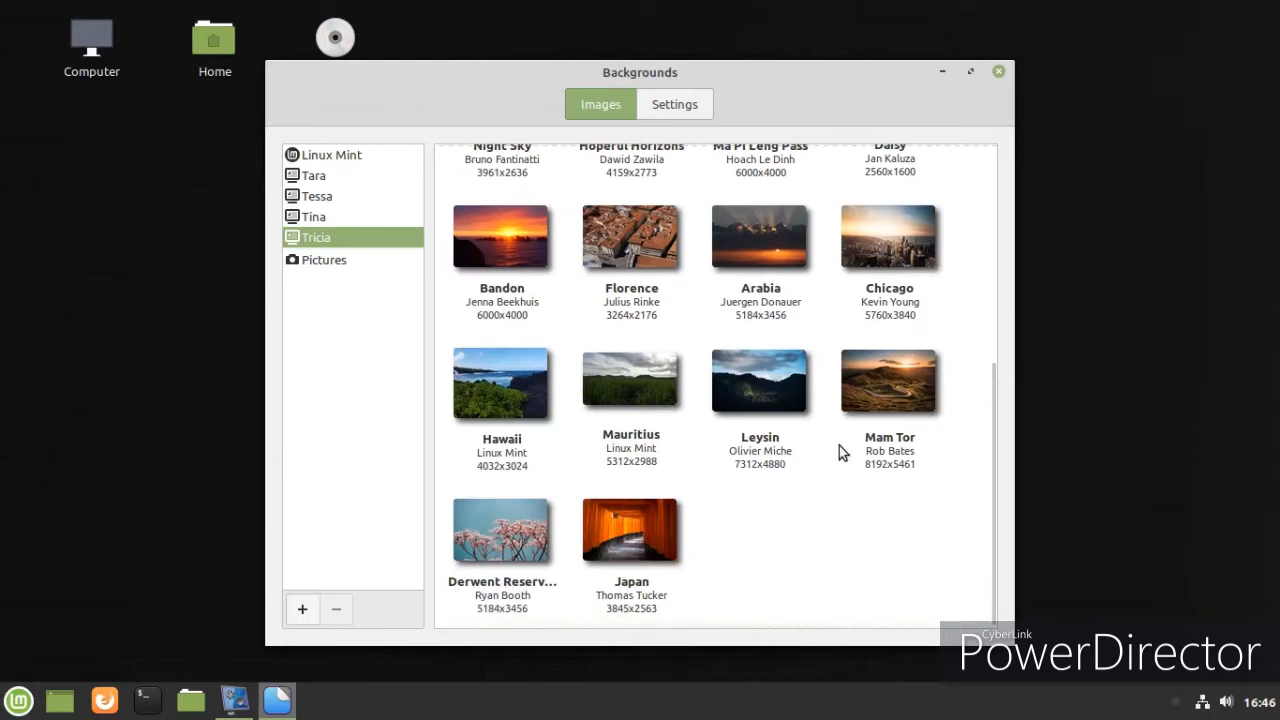 Computer
Home
Backgrounds
Images
Settings
Linux Mint
Tara
Tessa
Tina
Tricia
Pictures
Night Sky
Bruno Fantinatti
3961x2636
Hopeful Horizons
Dawid Zawila
4159x2773
Ma Pi Leng Pass
Hoach Le Dinh
6000x4000
Daisy
Jan Kaluza
2560x1600
Bandon
Jenna Beekhuis
6000x4000
Florence
Julius Rinke
3264x2176
Arabia
Juergen Donauer
5184x3456
Chicago
Kevin Young
5760x3840
Hawaii
Linux Mint
4032x3024
Mauritius
Linux Mint
5312x2988
Leysin
Olivier Miche
7312x4880
Mam Tor
Rob Bates
8192x5461
Derwent Reserv...
Ryan Booth
5184x3456
Japan
Thomas Tucker
3845x2563
CyberLink
PowerDirector
16:46